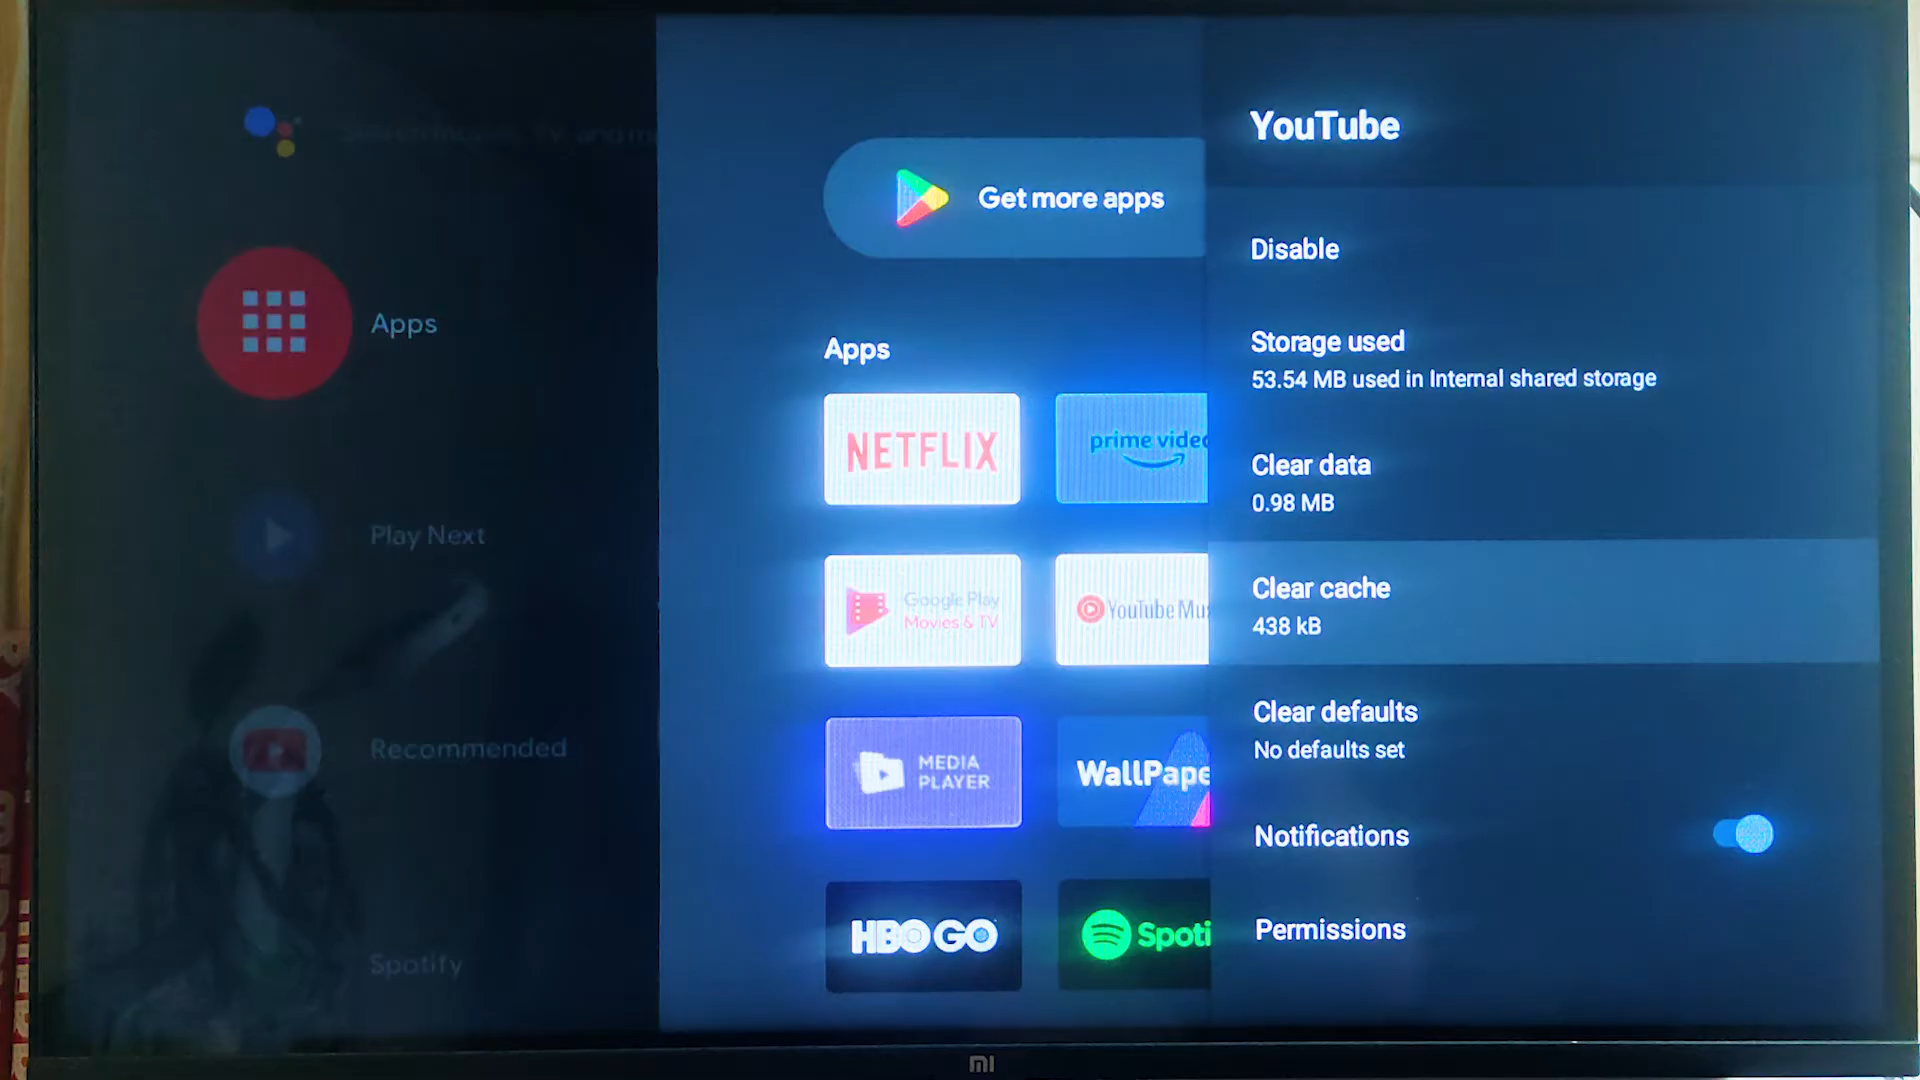 Apps
Play Next
Recommended
Spotify
Get more apps
Apps
NETFLIX
prime video
Google Play
Movies & TV
YouTube Mu
MEDIA
PLAYER
WallPape
HBO GO
Spoti
YouTube
Disable
Storage used
53.54 MB used in Internal shared storage
Clear data
0.98 MB
Clear cache
438 kB
Clear defaults
No defaults set
Notifications
Permissions
mi